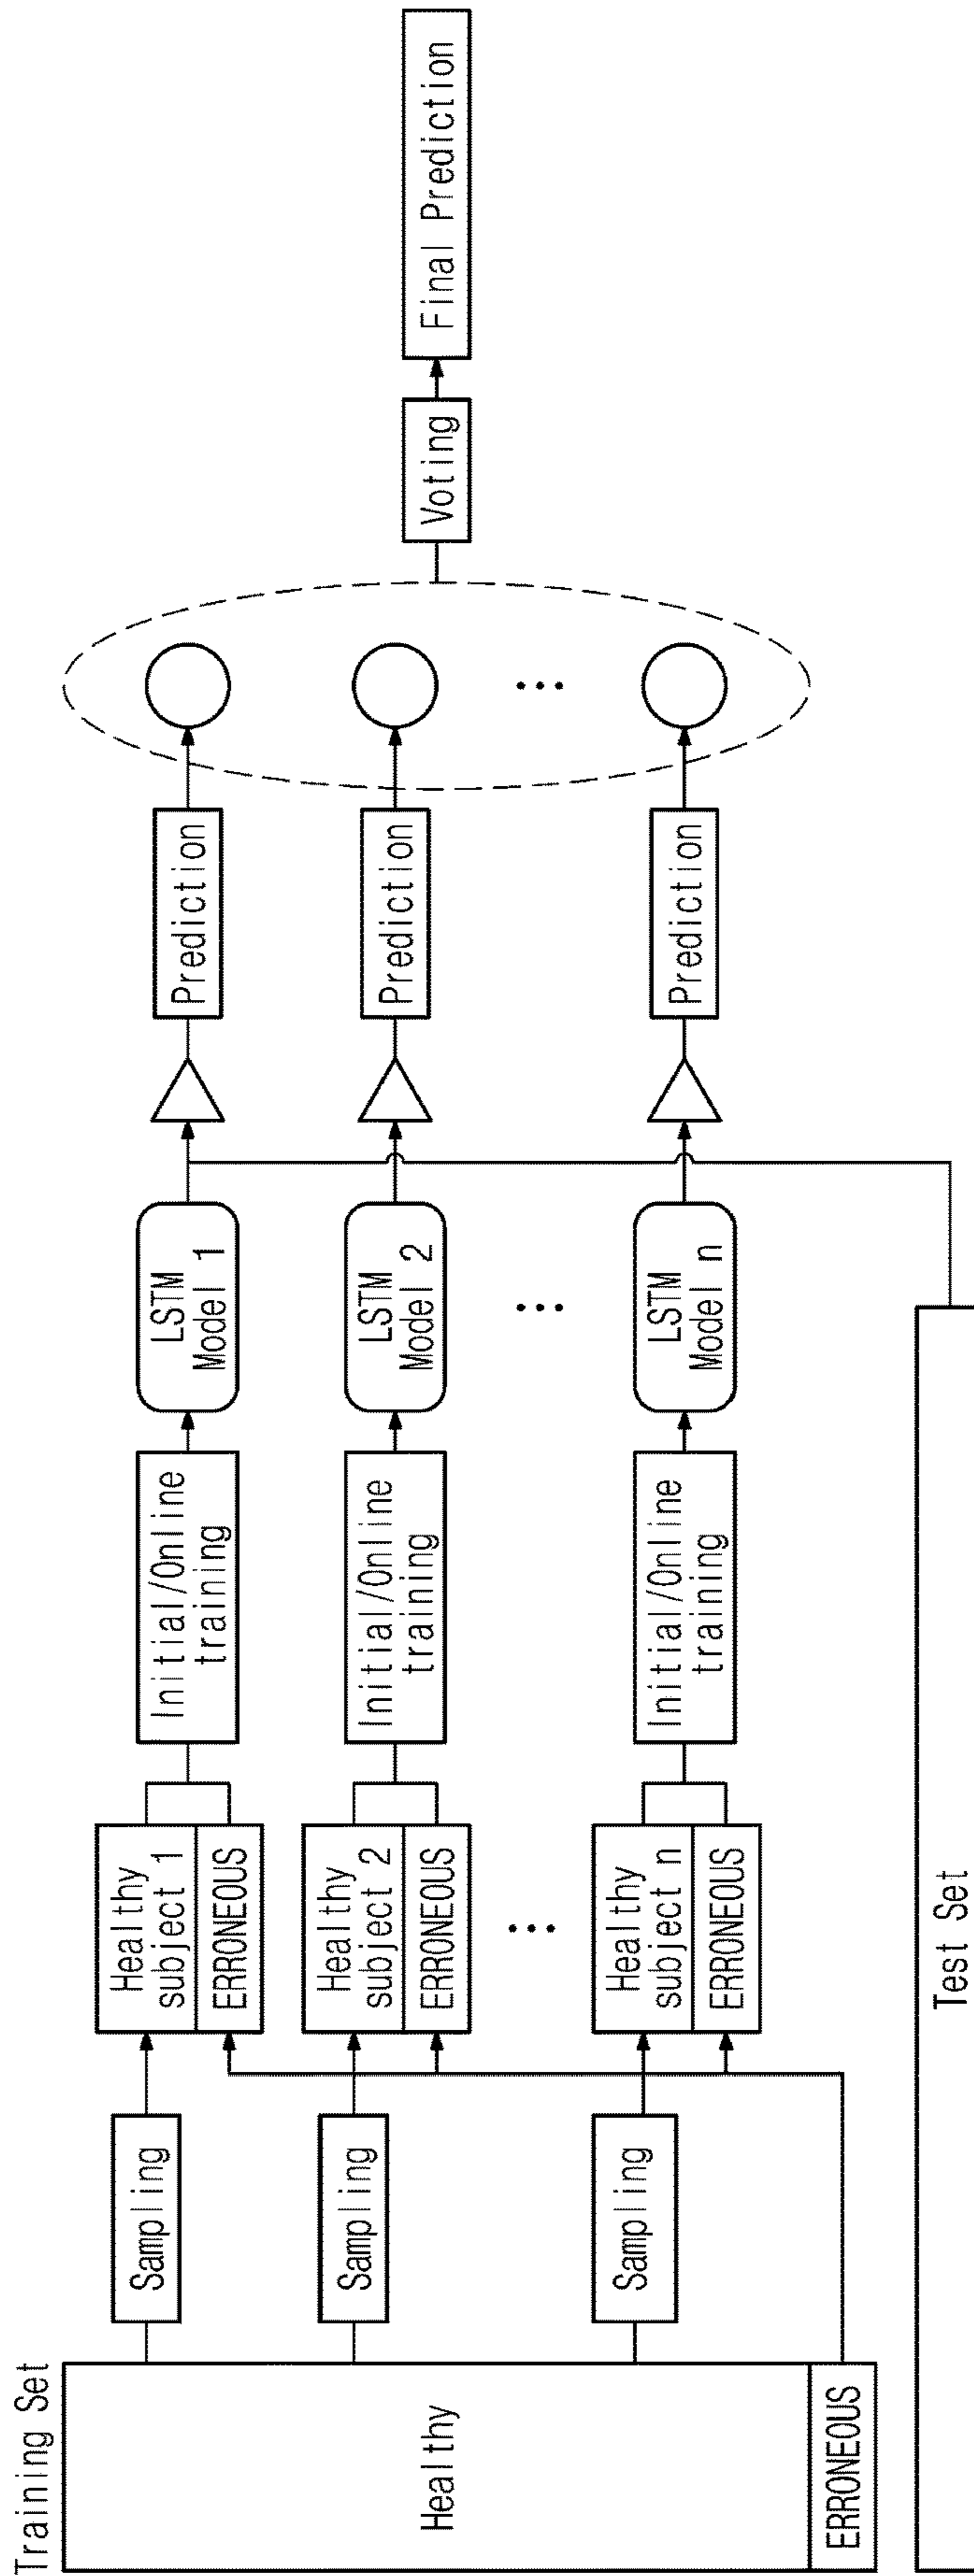 Training Set
Healthy
ERRONEOUS
Sampling
Sampling
Sampling
Healthy
subject 1
ERRONEOUS
Healthy
subject 2
ERRONEOUS
...
Healthy
subject n
ERRONEOUS
Initial/Online
training
Initial/Online
training
Initial/Online
training
LSTM
Model 1
LSTM
Model 2
...
LSTM
Model n
Prediction
Prediction
Prediction
...
Voting
Final Prediction
Test Set